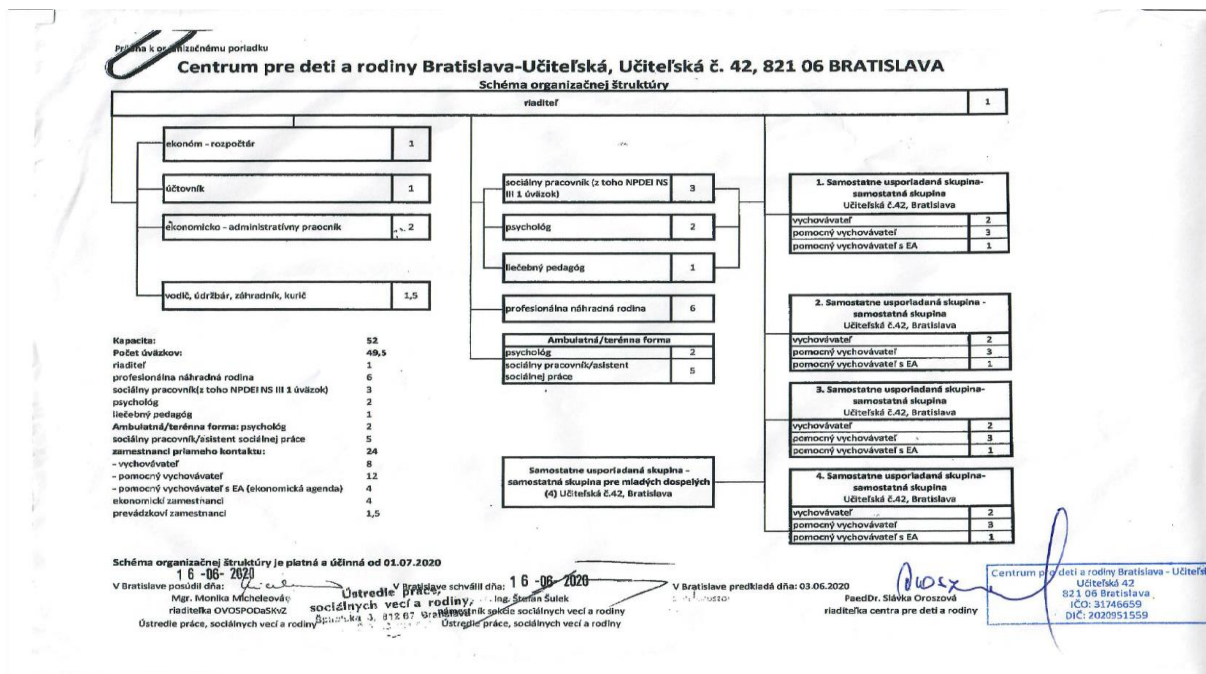 k organizačnému poriadku
Centrum pre deti a rodiny Bratislava-Učiteľská, Učiteľská č. 42, 821 06 BRATISLAVA
Schéma organizačnej štruktúry
riaditeľ 1
ekonóm - rozpočtár 1
účtovník 1
ekonomicko - administratívny praocník 2
vodič, údržbár, záhradník, kurič 1,5
sociálny pracovník (z toho NPDEI NS
III 1 úväzok) 3
psychológ 2
liečebný pedagóg 1
profesionálna náhradná rodina 6
Ambulatná/terénna forma
psychológ 2
sociálny pracovník/asistent
sociálnej práce 5
1. Samostatne usporiadaná skupina-
samostatná skupina
Učiteľská č.42, Bratislava
vychovávateľ 2
pomocný vychovávateľ 3
pomocný vychovávateľ s EA 1
2. Samostatne usporiadaná skupina -
samostatná skupina
Učiteľská č.42, Bratislava
vychovávateľ 2
pomocný vychovávateľ 3
pomocný vychovávateľ s EA 1
3. Samostatne usporiadaná skupina-
samostatná skupina
Učiteľská č.42, Bratislava
vychovávateľ 2
pomocný vychovávateľ 3
pomocný vychovávateľ s EA 1
4. Samostatne usporiadaná skupina-
samostatná skupina
Učiteľská č.42, Bratislava
vychovávateľ 2
pomocný vychovávateľ 3
pomocný vychovávateľ s EA 1
Samostatne usporiadaná skupina –
samostatná skupina pre mladých dospelých
(4) Učiteľská č.42, Bratislava
Kapacita: 52
Počet úväzkov: 49,5
riaditeľ 1
profesionálna náhradná rodina 6
sociálny pracovník(z toho NPDEI NS III 1 úväzok) 3
psychológ 2
liečebný pedagóg 1
Ambulatná/terénna forma: psychológ 2
sociálny pracovník/asistent sociálnej práce 5
zamestnanci priameho kontaktu: 24
- vychovávateľ 8
- pomocný vychovávateľ 12
- pomocný vychovávateľ s EA (ekonomická agenda) 4
ekonomickí zamestnanci 4
prevádzkoví zamestnanci 1,5
Schéma organizačnej štruktúry je platná a účinná od 01.07.2020
V Bratislave posúdil dňa: 16 -06- 2020
Mgr. Monika Micheleová
riaditeľka OVOSPODaSKvZ
Ústredie práce, sociálnych vecí a rodiny
Ústredie práce,
sociálnych vecí a rodiny
V Bratislave schválil dňa: 16 -06- 2020
Ing. Štefan Šulek
námestník sekcie sociálnych vecí a rodiny
Ústredie práce, sociálnych vecí a rodiny
V Bratislave predkladá dňa: 03.06.2020
PaedDr. Slávka Oroszová
riaditeľka centra pre deti a rodiny
Centrum pre deti a rodiny Bratislava - Učiteľs
Učiteľská 42
821 06 Bratislava
IČO: 31746659
DIČ: 2020951559